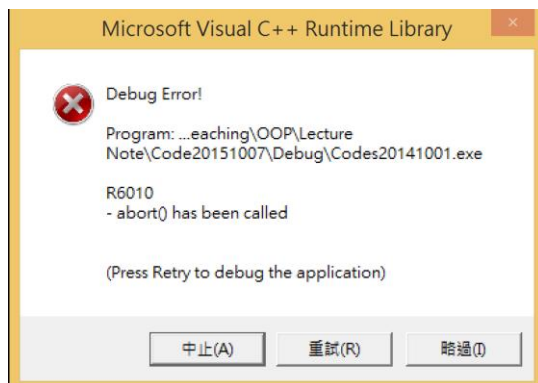 Microsoft Visual C++ Runtime Library
Debug Error!
Program: ...eaching\OOP\Lecture
Note\Code20151007\Debug\Codes20141001.exe
R6010
- abort() has been called
(Press Retry to debug the application)
中止(A)
重試(R)
略過(I)